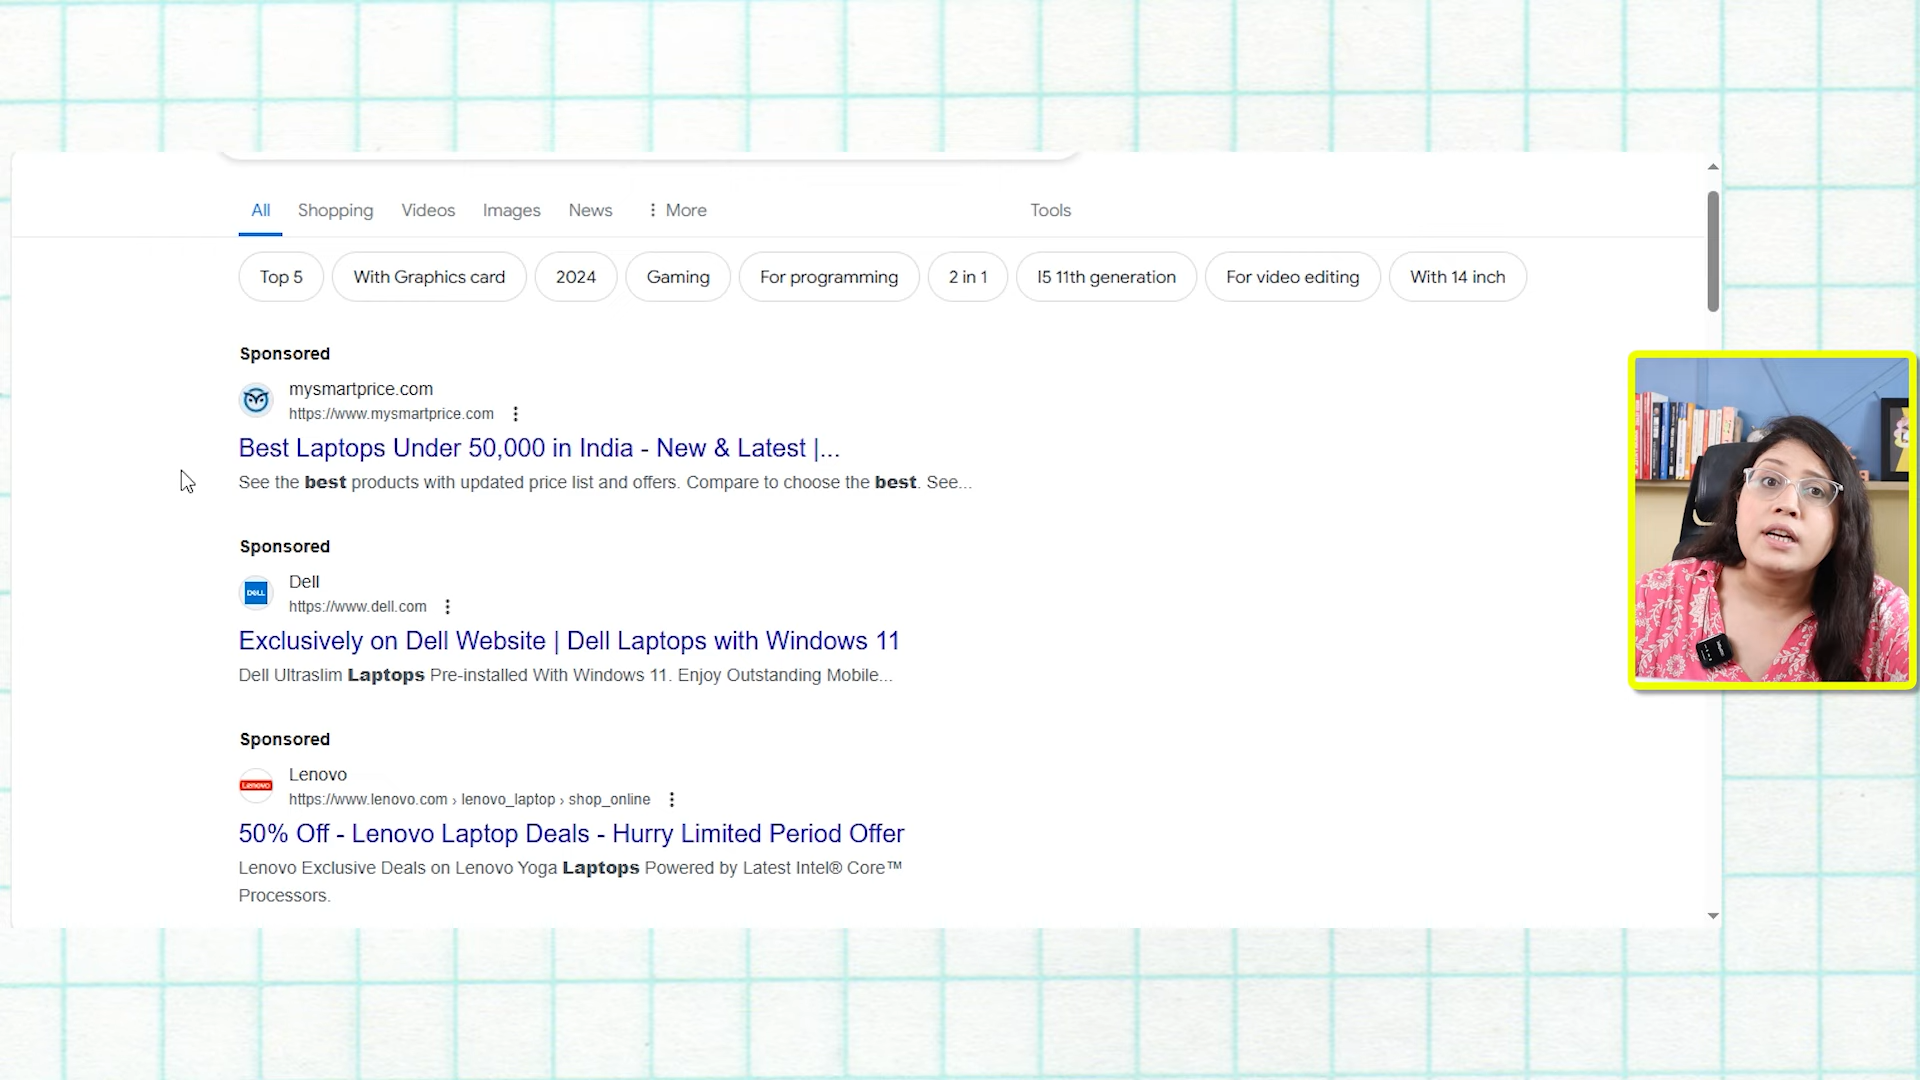 All Shopping Videos Images News More Tools
Top 5 With Graphics card 2024 Gaming For programming 2 in 1 I5 11th generation For video editing With 14 inch
Sponsored
mysmartprice.com
https://www.mysmartprice.com
Best Laptops Under 50,000 in India - New & Latest |...
See the best products with updated price list and offers. Compare to choose the best. See...
Sponsored
DELL
Dell
https://www.dell.com
Exclusively on Dell Website | Dell Laptops with Windows 11
Dell Ultraslim Laptops Pre-installed With Windows 11. Enjoy Outstanding Mobile...
Sponsored
Lenovo
Lenovo
https://www.lenovo.com › lenovo_laptop › shop_online
50% Off - Lenovo Laptop Deals - Hurry Limited Period Offer
Lenovo Exclusive Deals on Lenovo Yoga Laptops Powered by Latest Intel® Core™
Processors.